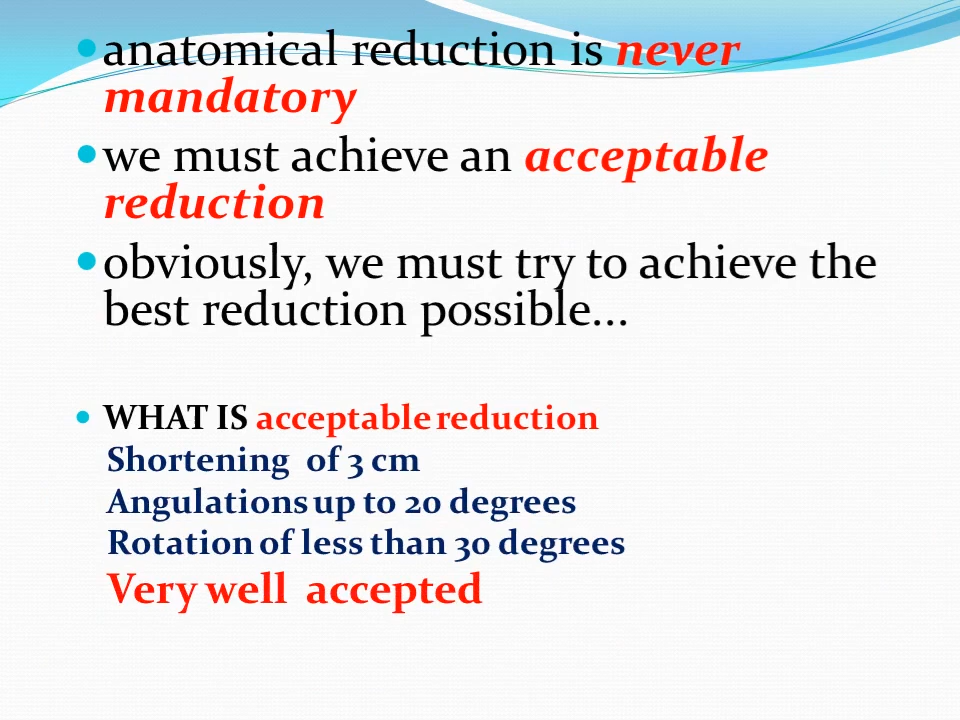 anatomical reduction is never
mandatory
we must achieve an acceptable
reduction
obviously, we must try to achieve the
best reduction possible...
WHAT IS acceptable reduction
Shortening of 3 cm
Angulations up to 20 degrees
Rotation of less than 30 degrees
Very well accepted